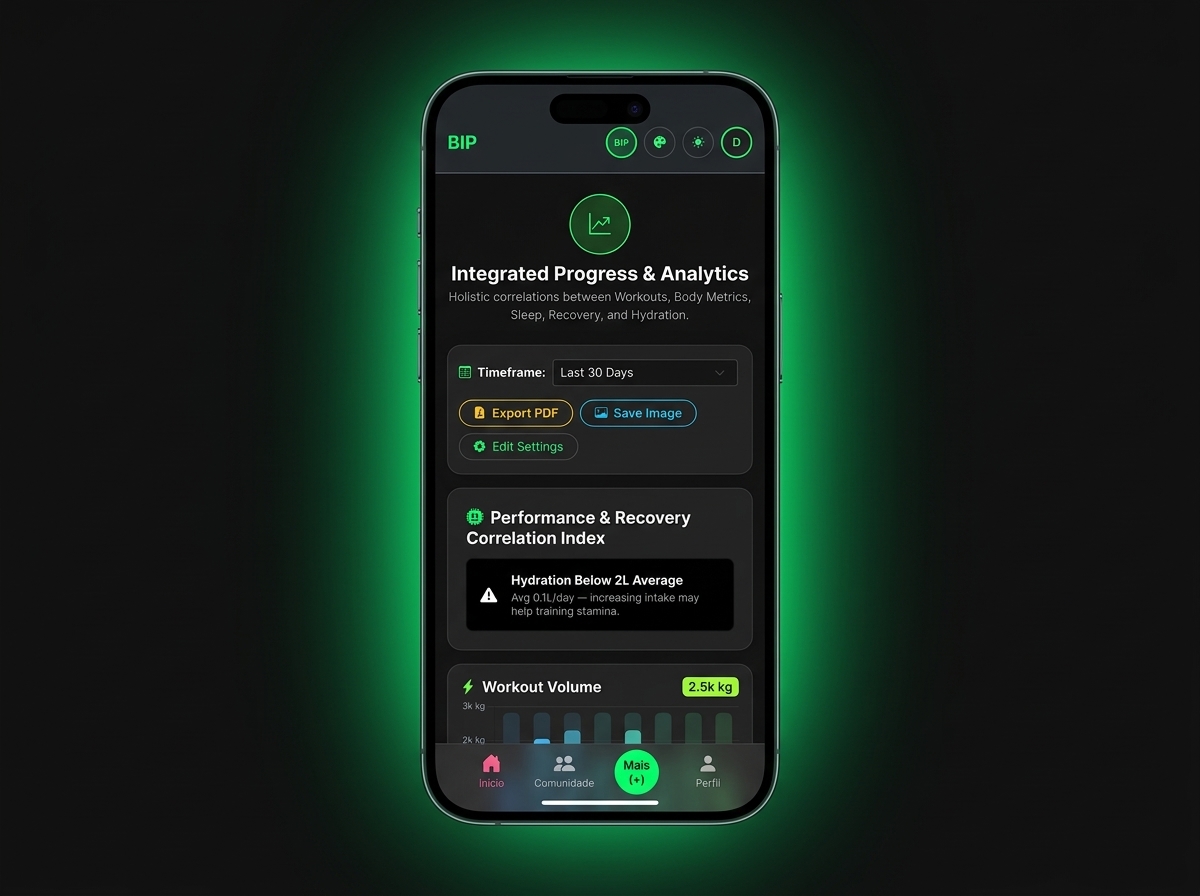 BIP
BIP
D
Integrated Progress & Analytics
Holistic correlations between Workouts, Body Metrics,
Sleep, Recovery, and Hydration.
Timeframe: Last 30 Days
Export PDF
Save Image
Edit Settings
Performance & Recovery
Correlation Index
Hydration Below 2L Average
Avg 0.1L/day — increasing intake may
help training stamina.
Workout Volume
2.5k kg
3k kg
2k kg
Inicio
Comunidade
Mais
(+)
Perfil